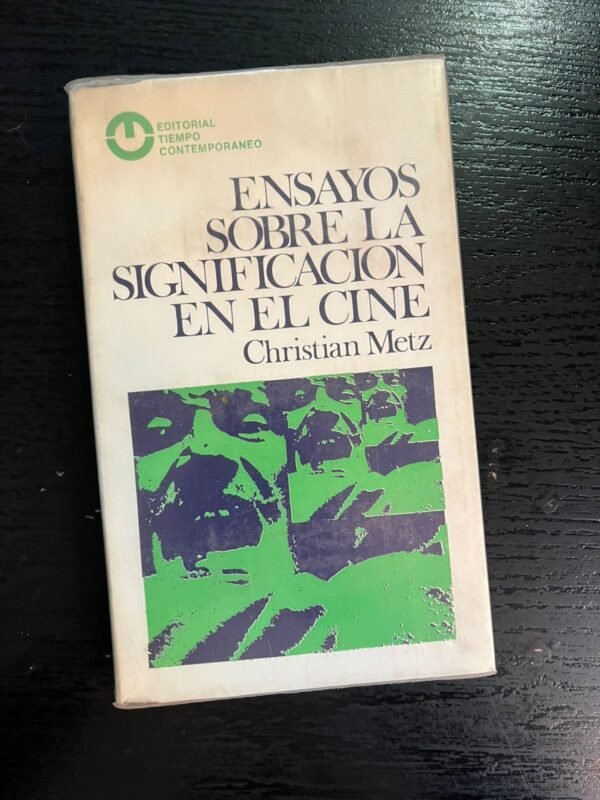 EDITORIAL
TIEMPO
CONTEMPORANEO
ENSAYOS
SOBRE LA
SIGNIFICACION
EN EL CINE
Christian Metz